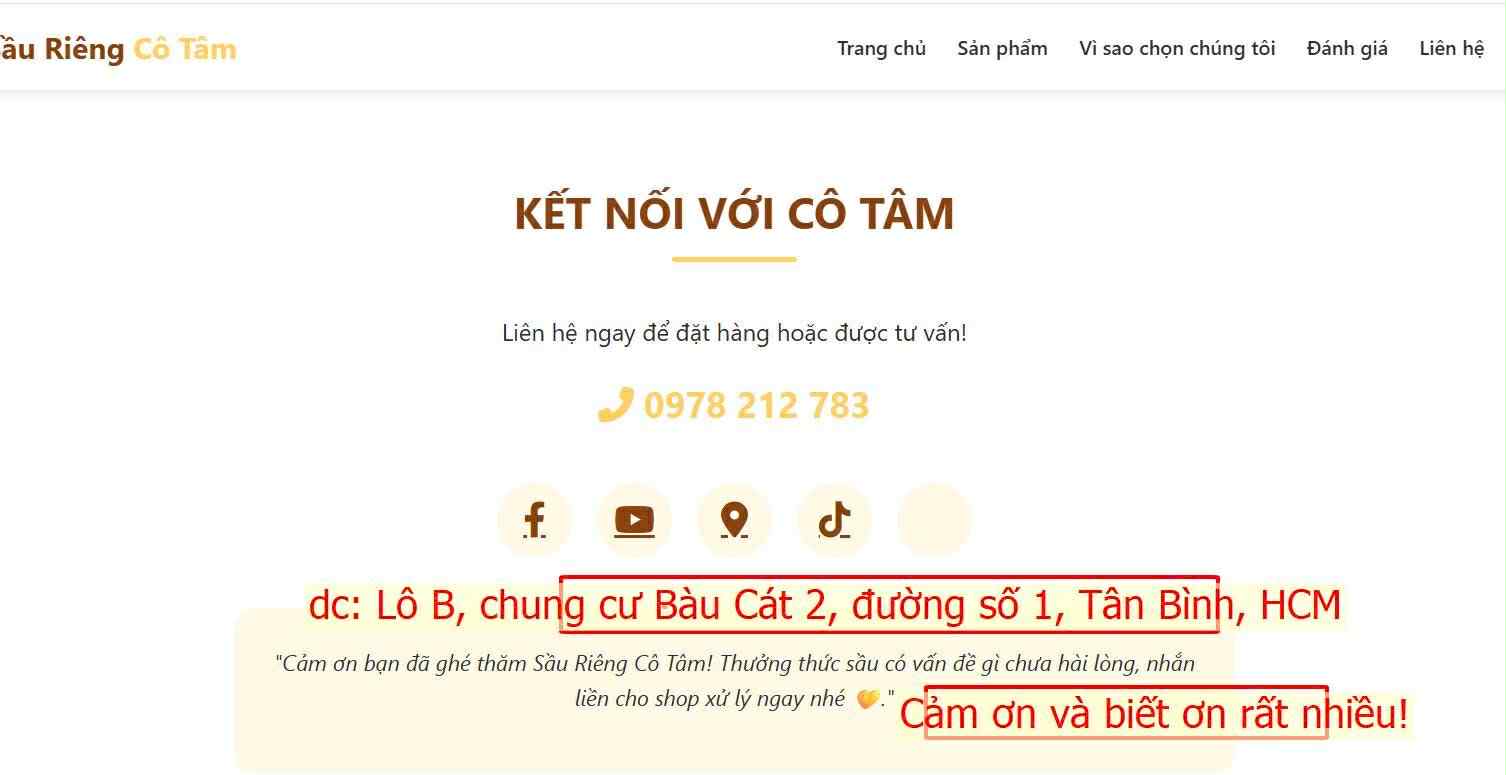 ầu Riêng Cô Tâm
Trang chủ Sản phẩm Vì sao chọn chúng tôi Đánh giá Liên hệ
KẾT NỐI VỚI CÔ TÂM
Liên hệ ngay để đặt hàng hoặc được tư vấn!
0978 212 783
dc: Lô B, chung cư Bàu Cát 2, đường số 1, Tân Bình, HCM
"Cảm ơn bạn đã ghé thăm Sầu Riêng Cô Tâm! Thưởng thức sầu có vấn đề gì chưa hài lòng, nhắn
liền cho shop xử lý ngay nhé 💛."
Cảm ơn và biết ơn rất nhiều!